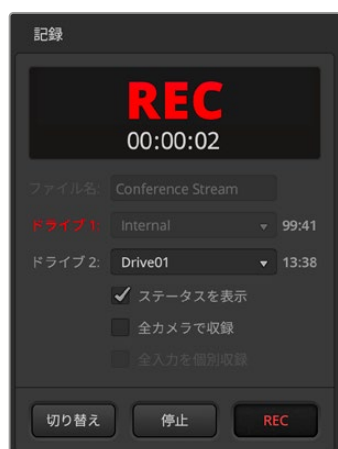 記録
REC
00:00:02
ファイル名: Conference Stream
ドライブ 1: Internal 99:41
ドライブ 2: Drive01 13:38
ステータスを表示
全カメラで収録
全入力を個別収録
切り替え 停止 REC